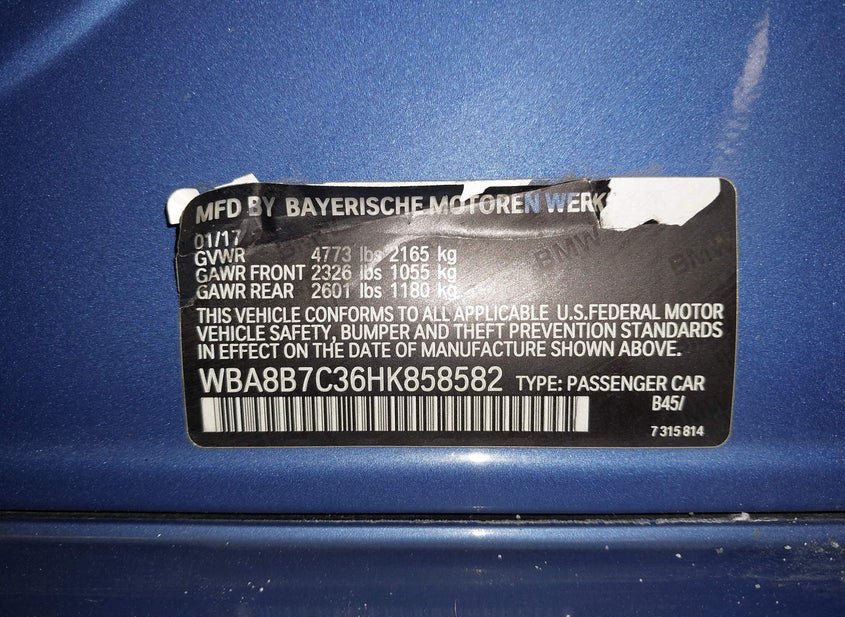 MFD BY BAYERISCHE MOTOREN WERK
01/17
GVWR 4773 lbs 2165 kg
GAWR FRONT 2326 lbs 1055 kg
GAWR REAR 2601 lbs 1180 kg
BMW
BMW
THIS VEHICLE CONFORMS TO ALL APPLICABLE U.S.FEDERAL MOTOR
VEHICLE SAFETY, BUMPER AND THEFT PREVENTION STANDARDS
IN EFFECT ON THE DATE OF MANUFACTURE SHOWN ABOVE.
WBA8B7C36HK858582 TYPE: PASSENGER CAR
B45/
7 315 814